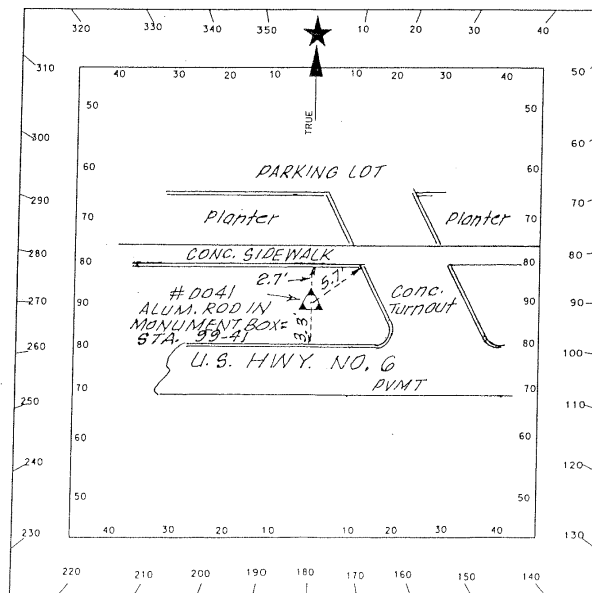 320 330 340 350 10 20 30 40
310 50
40 30 20 10 10 20 30 40
50 50
300 60
TRUE
60 60
PARKING LOT
290 70
70 Planter Planter 70
280 80
CONC. SIDEWALK
80 80
2.7' 5.7'
#0041 Conc.
270 90 90 90
ALUM. ROD IN Turnout
MONUMENT BOX=
STA. 99-41 3.3'
260 80 80 100
U.S. HWY. NO. 6
PVMT
70 70
250 110
60 60
240 120
50 50
40 30 20 10 10 20 30 40
230 130
220 210 200 190 180 170 160 150 140